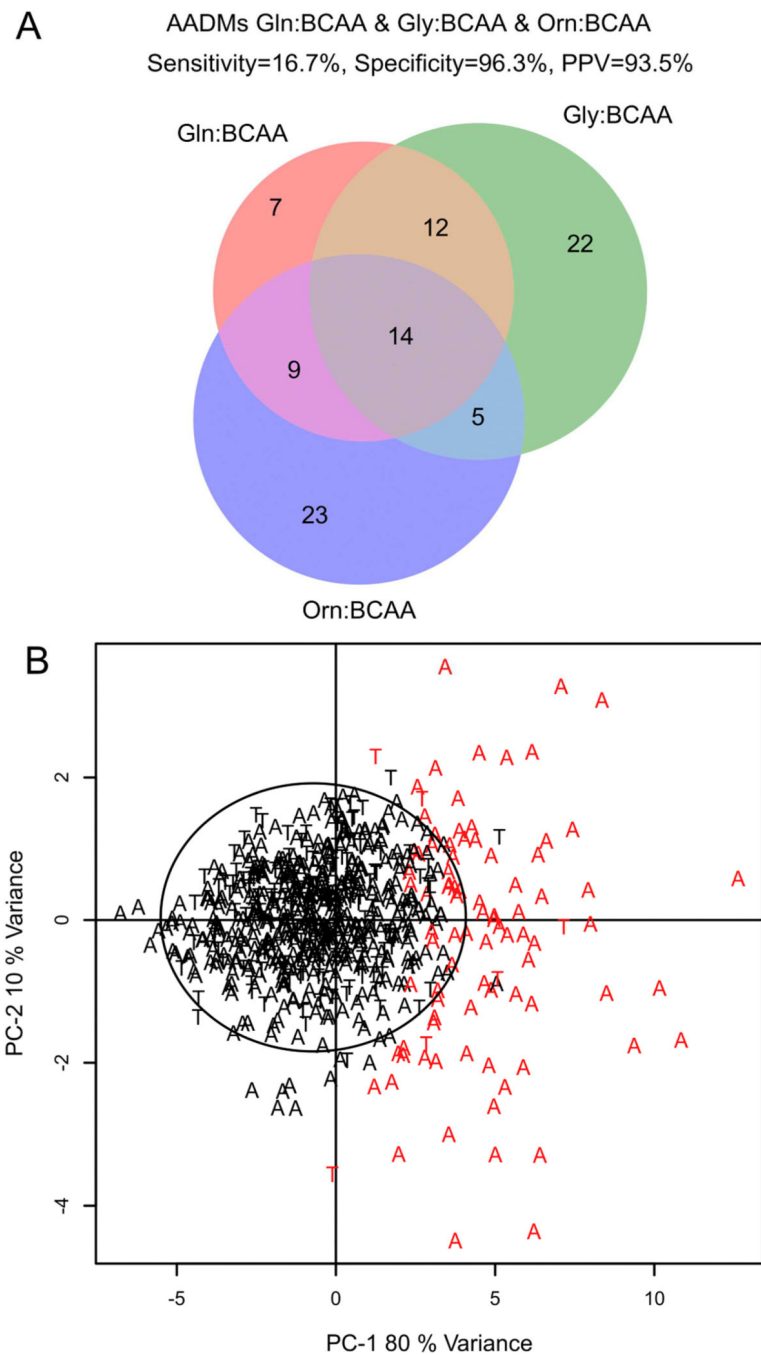 A
AADMs Gln:BCAA & Gly:BCAA & Orn:BCAA
Sensitivity=16.7%, Specificity=96.3%, PPV=93.5%
Gln:BCAA
Gly:BCAA
7
12
22
14
9
5
23
Orn:BCAA
B
PC-2 10 % Variance
2
0
-2
-4
-5
0
5
10
PC-1 80 % Variance